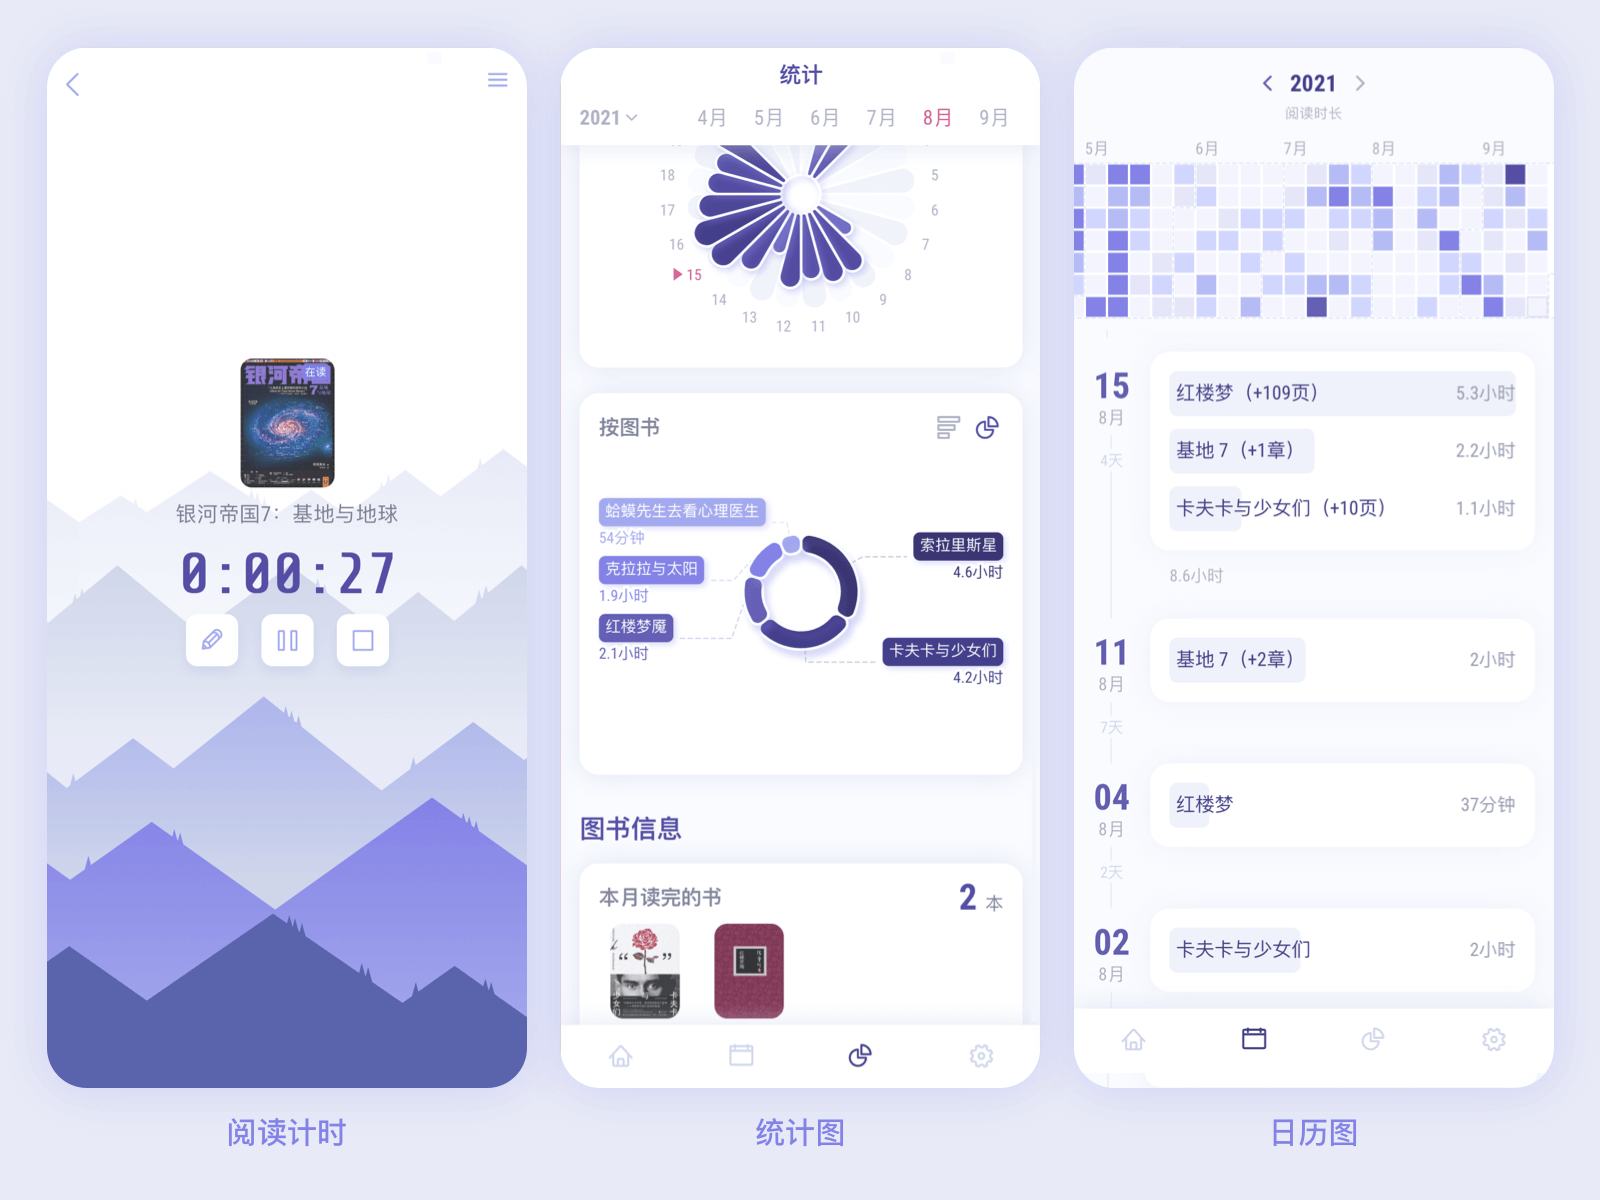 银河帝国
在读
7
银河帝国7：基地与地球
0:00:27
阅读计时
统计
2021
4月
5月
6月
7月
8月
9月
18
17
16
15
14
13
12
11
10
9
8
7
6
5
按图书
蛤蟆先生去看心理医生
54分钟
克拉拉与太阳
1.9小时
红楼梦魇
2.1小时
索拉里斯星
4.6小时
卡夫卡与少女们
4.2小时
图书信息
本月读完的书
2 本
少女们
卡夫卡
统计图
2021
阅读时长
5月
6月
7月
8月
9月
15
8月
4天
红楼梦（+109页）
5.3小时
基地 7（+1章）
2.2小时
卡夫卡与少女们（+10页）
1.1小时
8.6小时
11
8月
7天
基地 7（+2章）
2小时
04
8月
2天
红楼梦
37分钟
02
8月
卡夫卡与少女们
2小时
日历图